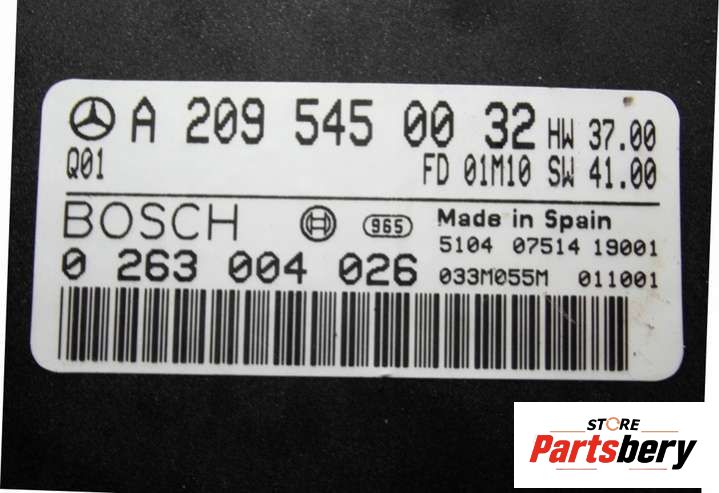 A 209 545 00 32 HW 37.00
Q01 FD 01M10 SW 41.00
BOSCH 965 Made in Spain
5104 07514 19001
0 263 004 026 033M055M 011001
STORE
Partsbery